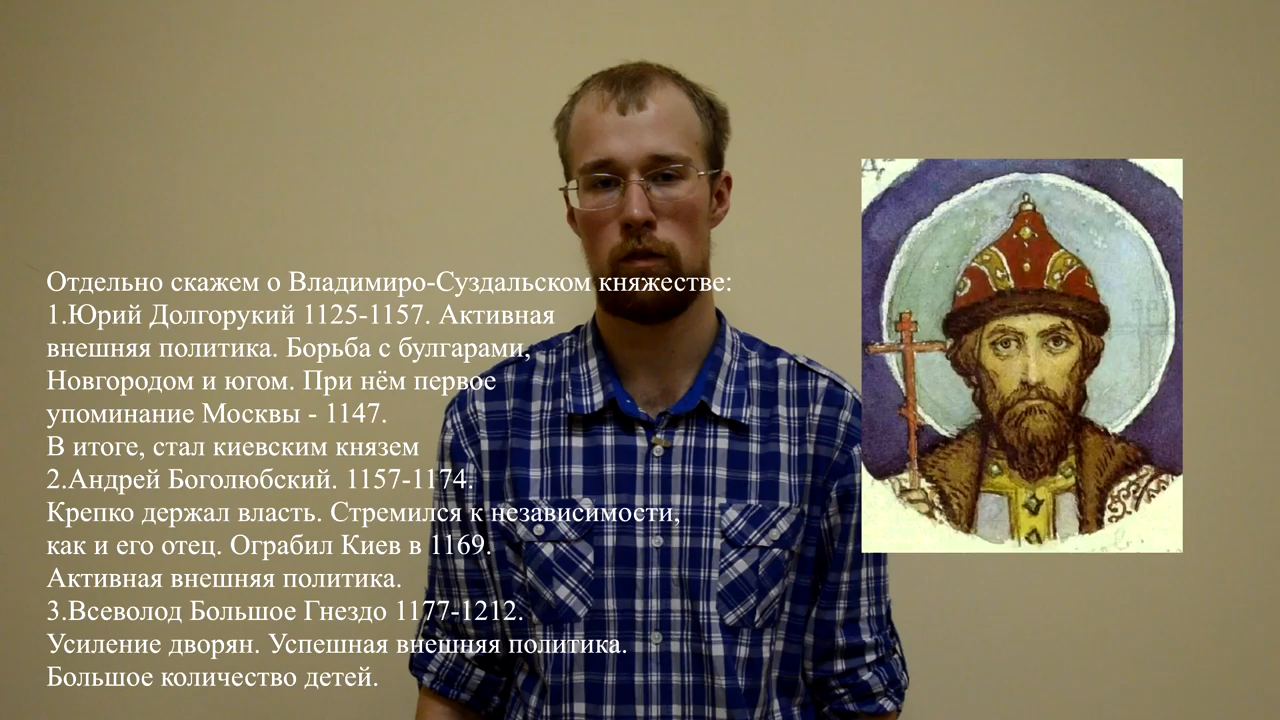 Отдельно скажем о Владимиро-Суздальском княжестве:
1.Юрий Долгорукий 1125-1157. Активная
внешняя политика. Борьба с булгарами,
Новгородом и югом. При нём первое
упоминание Москвы - 1147.
В итоге, стал киевским князем
2.Андрей Боголюбский. 1157-1174.
Крепко держал власть. Стремился к независимости,
как и его отец. Ограбил Киев в 1169.
Активная внешняя политика.
3.Всеволод Большое Гнездо 1177-1212.
Усиление дворян. Успешная внешняя политика.
Большое количество детей.